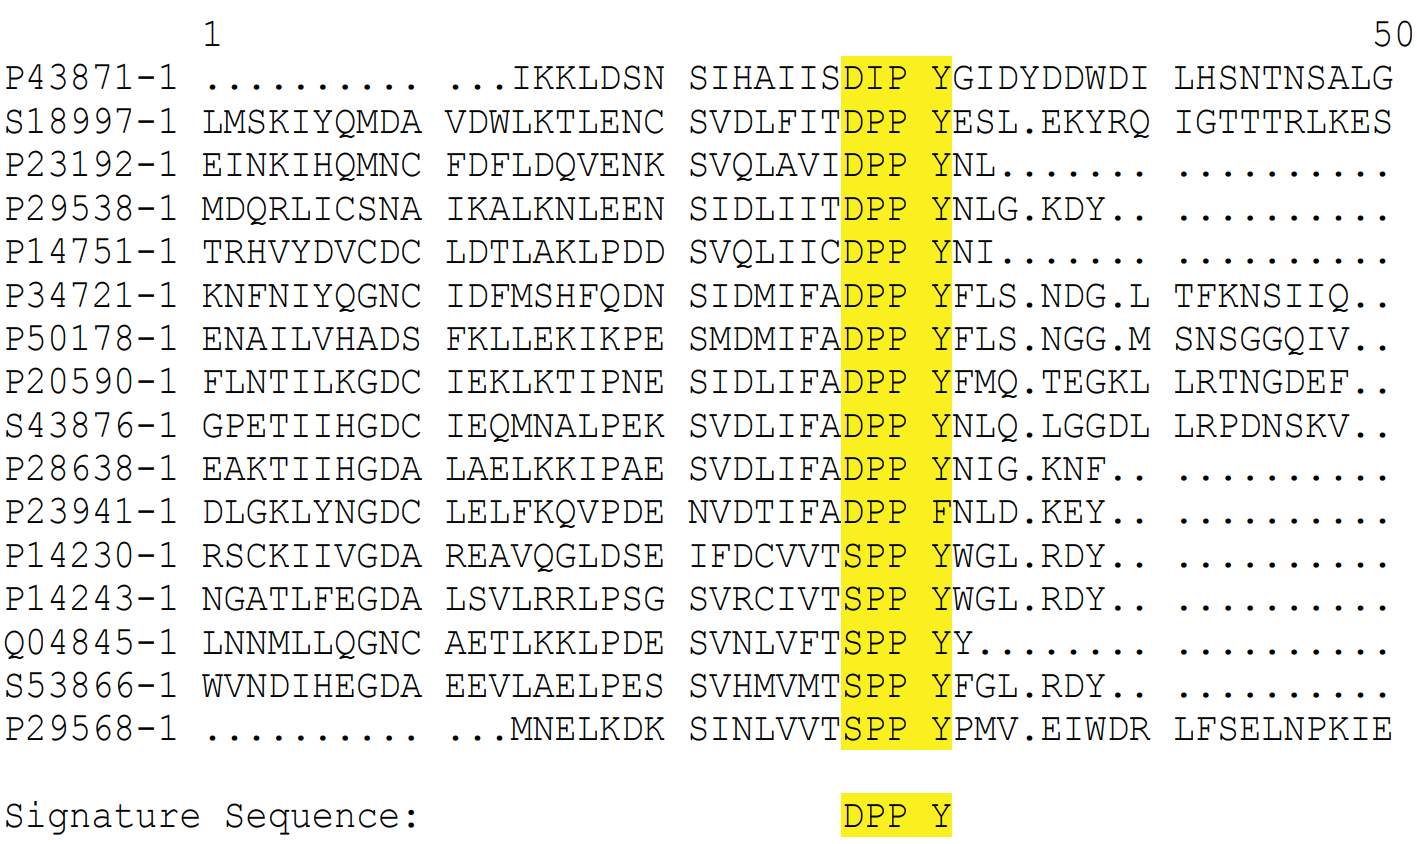 1 50
P43871-1 .......... ...IKKLDSN SIHAIISDIP YGIDYDDWDI LHSNTNSALG
S18997-1 LMSKIYQMDA VDWLKTLENC SVDLFITDPP YESL.EKYRQ IGTTTRLKES
P23192-1 EINKIHQMNC FDFLDQVENK SVQLAVIDPP YNL....... ..........
P29538-1 MDQRLICSNA IKALKNLEEN SIDLIITDPP YNLG.KDY.. ..........
P14751-1 TRHVYDVCDC LDTLAKLPDD SVQLIICDPP YNI....... ..........
P34721-1 KNFNIYQGNC IDFMSHFQDN SIDMIFADPP YFLS.NDG.L TFKNSIIQ..
P50178-1 ENAILVHADS FKLLEKIKPE SMDMIFADPP YFLS.NGG.M SNSGGQIV..
P20590-1 FLNTILKGDC IEKLKTIPNE SIDLIFADPP YFMQ.TEGKL LRTNGDEF..
S43876-1 GPETIIHGDC IEQMNALPEK SVDLIFADPP YNLQ.LGGDL LRPDNSKV..
P28638-1 EAKTIIHGDA LAELKKIPAE SVDLIFADPP YNIG.KNF.. ..........
P23941-1 DLGKLYNGDC LELFKQVPDE NVDTIFADPP FNLD.KEY.. ..........
P14230-1 RSCKIIVGDA REAVQGLDSE IFDCVVTSPP YWGL.RDY.. ..........
P14243-1 NGATLFEGDA LSVLRRLPSG SVRCIVTSPP YWGL.RDY.. ..........
Q04845-1 LNNMLLQGNC AETLKKLPDE SVNLVFTSPP YY........ ..........
S53866-1 WVNDIHEGDA EEVLAELPES SVHMVMTSPP YFGL.RDY.. ..........
P29568-1 .......... ...MNELKDK SINLVVTSPP YPMV.EIWDR LFSELNPKIE
Signature Sequence: DPP Y